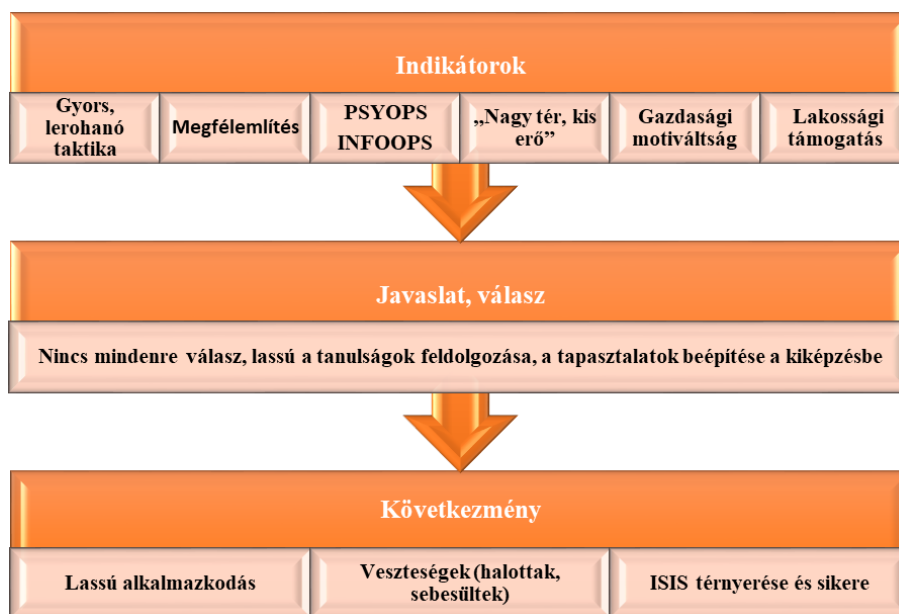 Indikátorok
Gyors,
lerohanó
taktika
Megfélemlítés
PSYOPS
INFOOPS
„Nagy tér, kis
erő”
Gazdasági
motiváltság
Lakossági
támogatás
Javaslat, válasz
Nincs mindenre válasz, lassú a tanulságok feldolgozása, a tapasztalatok beépítése a kiképzésbe
Következmény
Lassú alkalmazkodás
Veszteségek (halottak,
sebesültek)
ISIS térnyerése és sikere